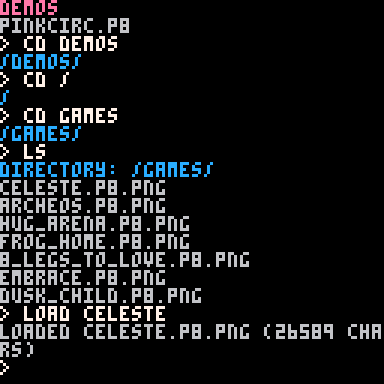 DEMOS
PINKCIRC.P8
> CD DEMOS
/DEMOS/
> CD /
/
> CD GAMES
/GAMES/
> LS
DIRECTORY: /GAMES/
CELESTE.P8.PNG
ARCHEOS.P8.PNG
HUG_ARENA.P8.PNG
FROG_HOME.P8.PNG
8_LEGS_TO_LOVE.P8.PNG
EMBRACE.P8.PNG
DUSK_CHILD.P8.PNG
> LOAD CELESTE
LOADED CELESTE.P8.PNG (26589 CHA
RS)
>